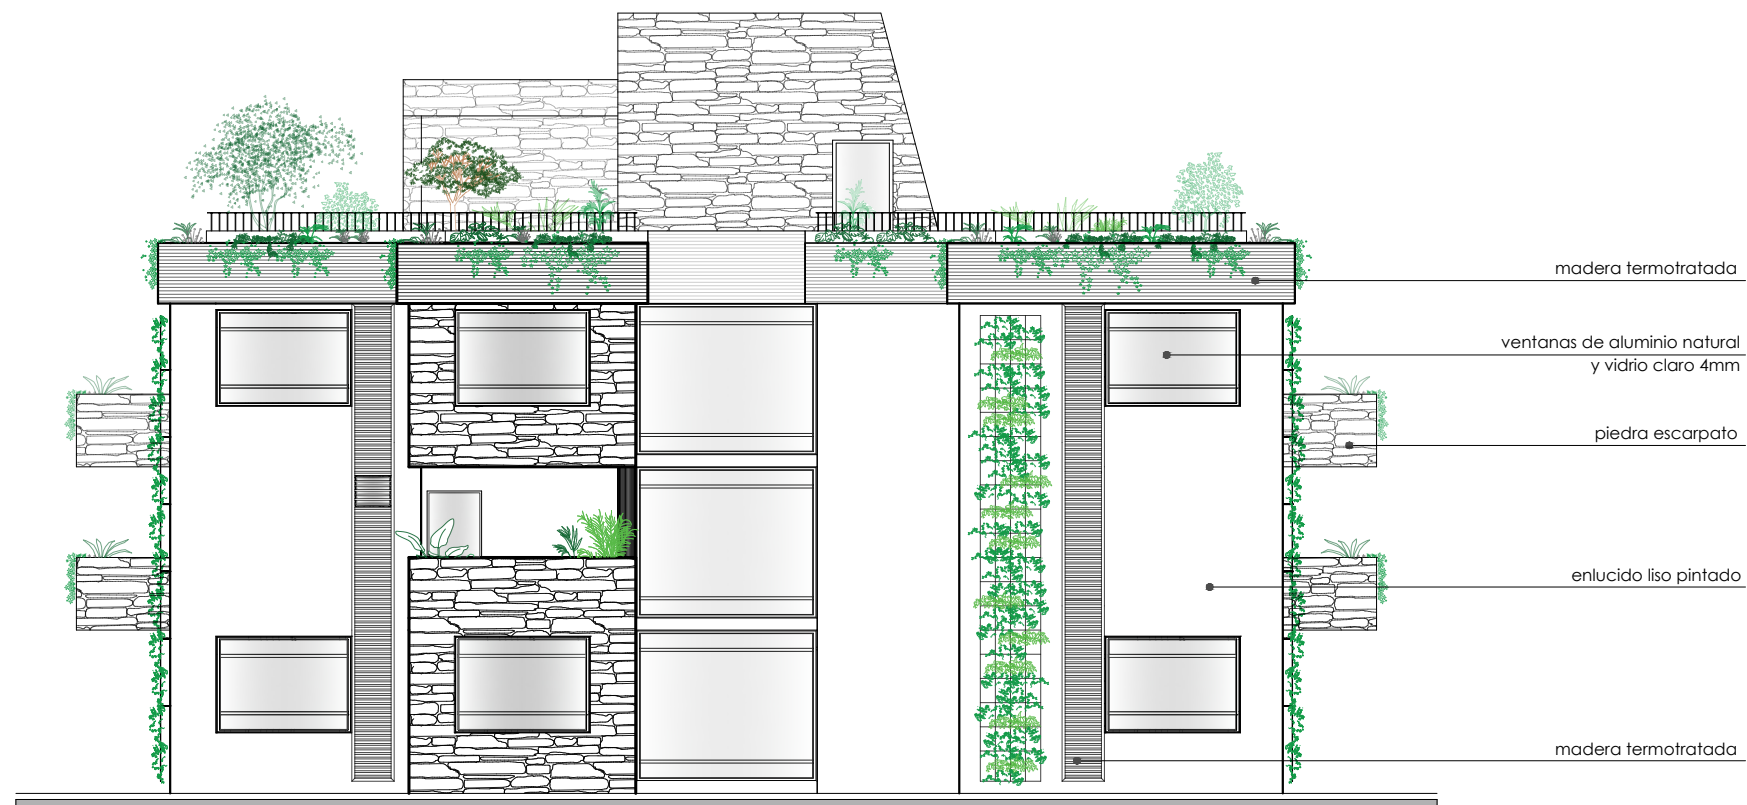 madera termotratada
ventanas de aluminio natural
y vidrio claro 4mm
piedra escarpato
enlucido liso pintado
madera termotratada